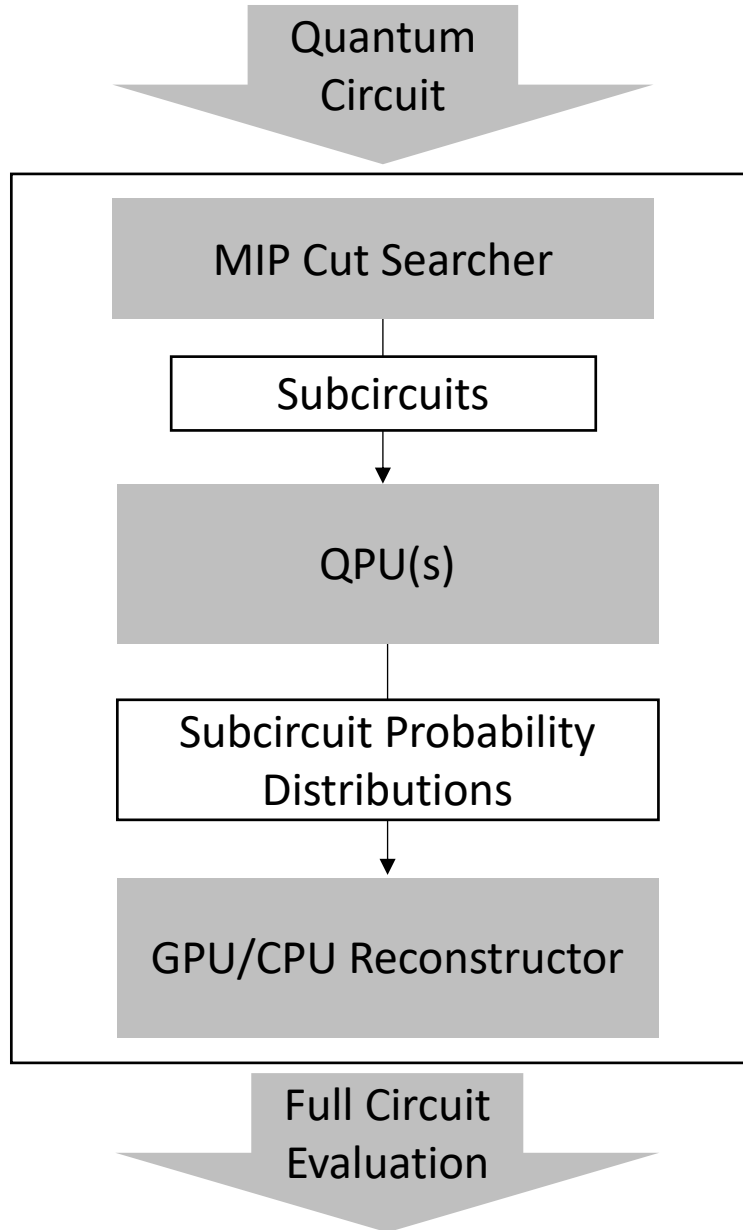 Quantum
Circuit
MIP Cut Searcher
Subcircuits
QPU(s)
Subcircuit Probability
Distributions
GPU/CPU Reconstructor
Full Circuit
Evaluation